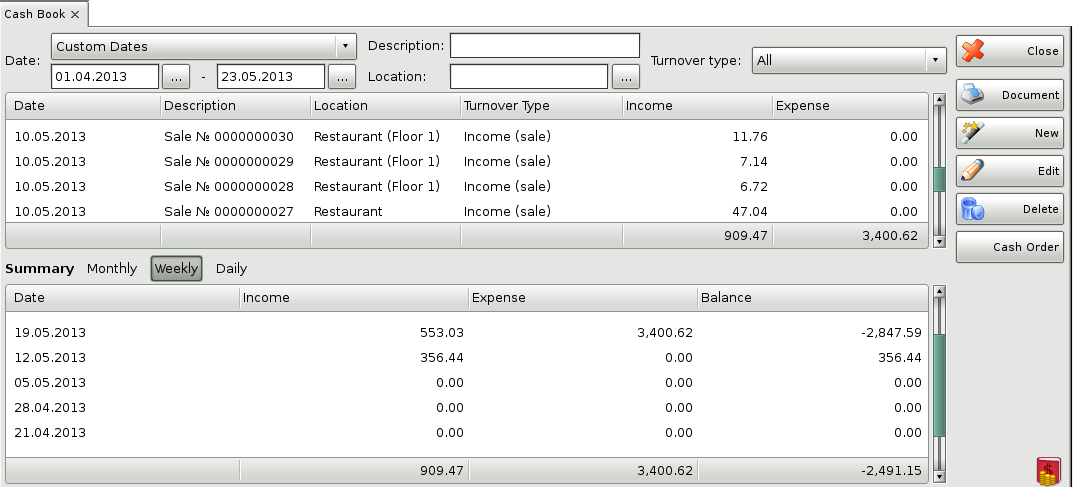 Cash Book ×
Date: Custom Dates Description: Turnover type: All
01.04.2013 ... - 23.05.2013 ... Location: ...
Close
Document
New
Edit
Delete
Cash Order
Date Description Location Turnover Type Income Expense
10.05.2013 Sale № 0000000030 Restaurant (Floor 1) Income (sale) 11.76 0.00
10.05.2013 Sale № 0000000029 Restaurant (Floor 1) Income (sale) 7.14 0.00
10.05.2013 Sale № 0000000028 Restaurant (Floor 1) Income (sale) 6.72 0.00
10.05.2013 Sale № 0000000027 Restaurant Income (sale) 47.04 0.00
909.47 3,400.62
Summary Monthly Weekly Daily
Date Income Expense Balance
19.05.2013 553.03 3,400.62 -2,847.59
12.05.2013 356.44 0.00 356.44
05.05.2013 0.00 0.00 0.00
28.04.2013 0.00 0.00 0.00
21.04.2013 0.00 0.00 0.00
909.47 3,400.62 -2,491.15